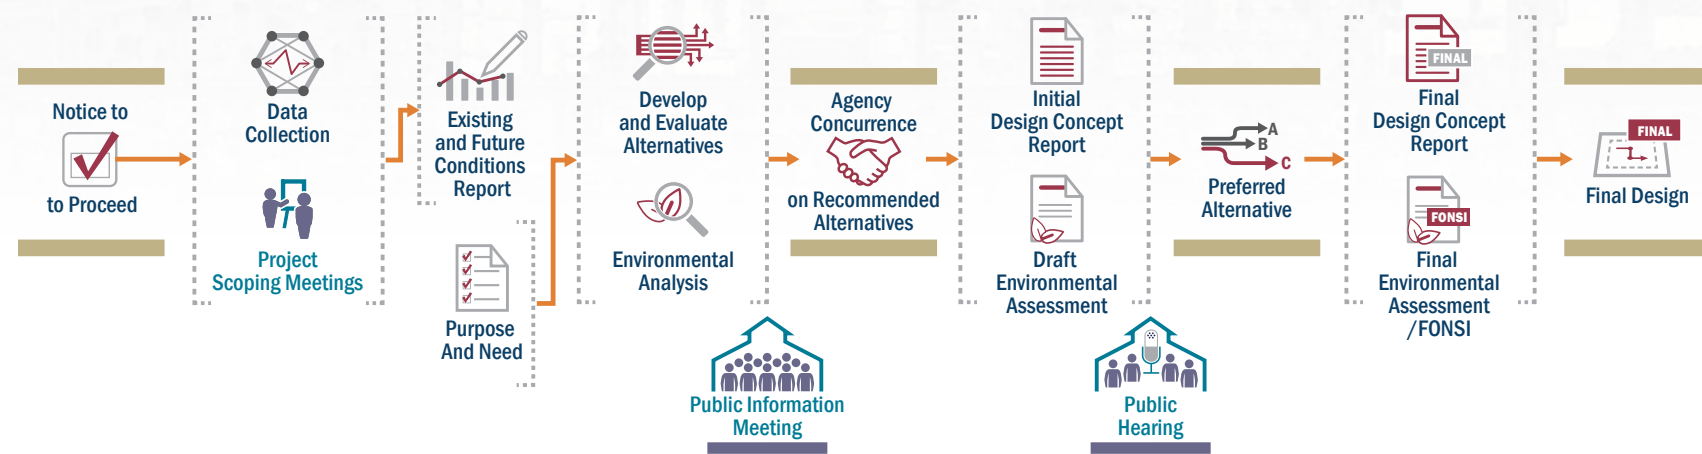 Notice to
to Proceed
Data
Collection
Project
Scoping Meetings
Existing
and Future
Conditions
Report
Purpose
And Need
Develop
and Evaluate
Alternatives
Environmental
Analysis
Public Information
Meeting
Agency
Concurrence
on Recommended
Alternatives
Initial
Design Concept
Report
Draft
Environmental
Assessment
Public
Hearing
A
B
C
Preferred
Alternative
FINAL
Final
Design Concept
Report
FONSI
Final
Environmental
Assessment
/FONSI
FINAL
Final Design